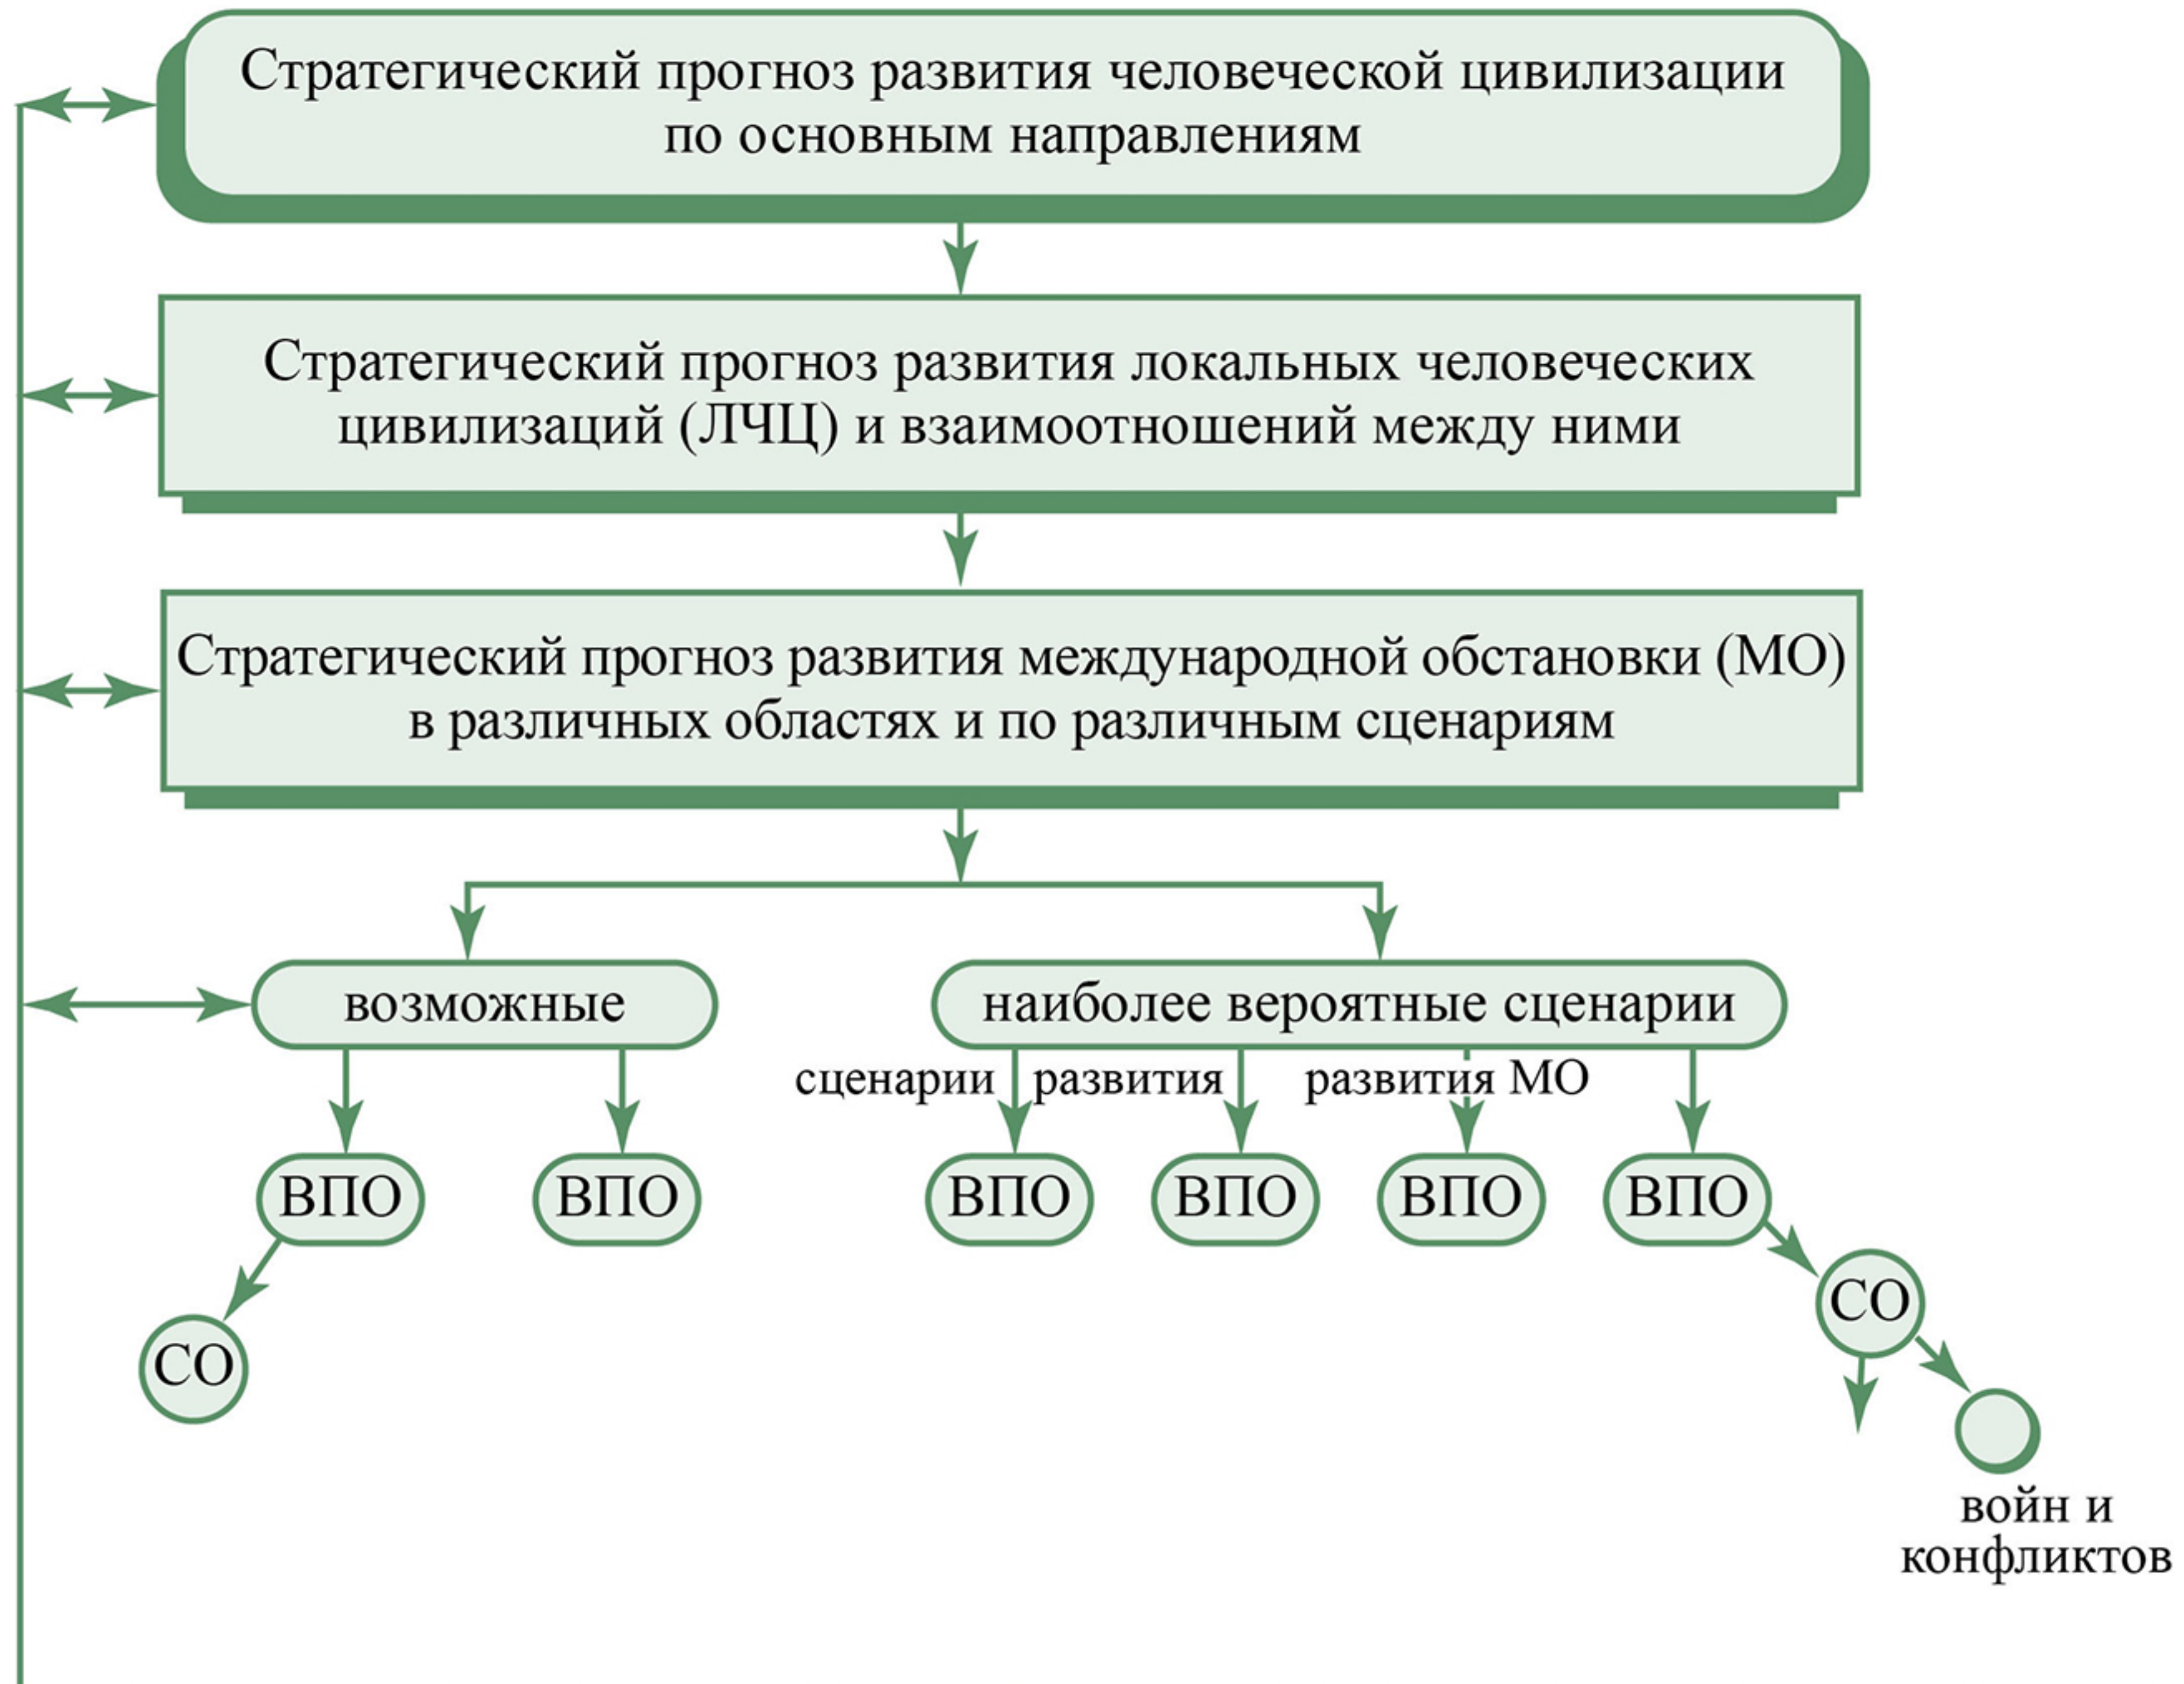 Стратегический прогноз развития человеческой цивилизации
по основным направлениям
Стратегический прогноз развития локальных человеческих
цивилизаций (ЛЧЦ) и взаимоотношений между ними
Стратегический прогноз развития международной обстановки (МО)
в различных областях и по различным сценариям
возможные
наиболее вероятные сценарии
сценарии развития развития МО
ВПО ВПО ВПО ВПО ВПО ВПО
СО
СО
войн и
конфликтов